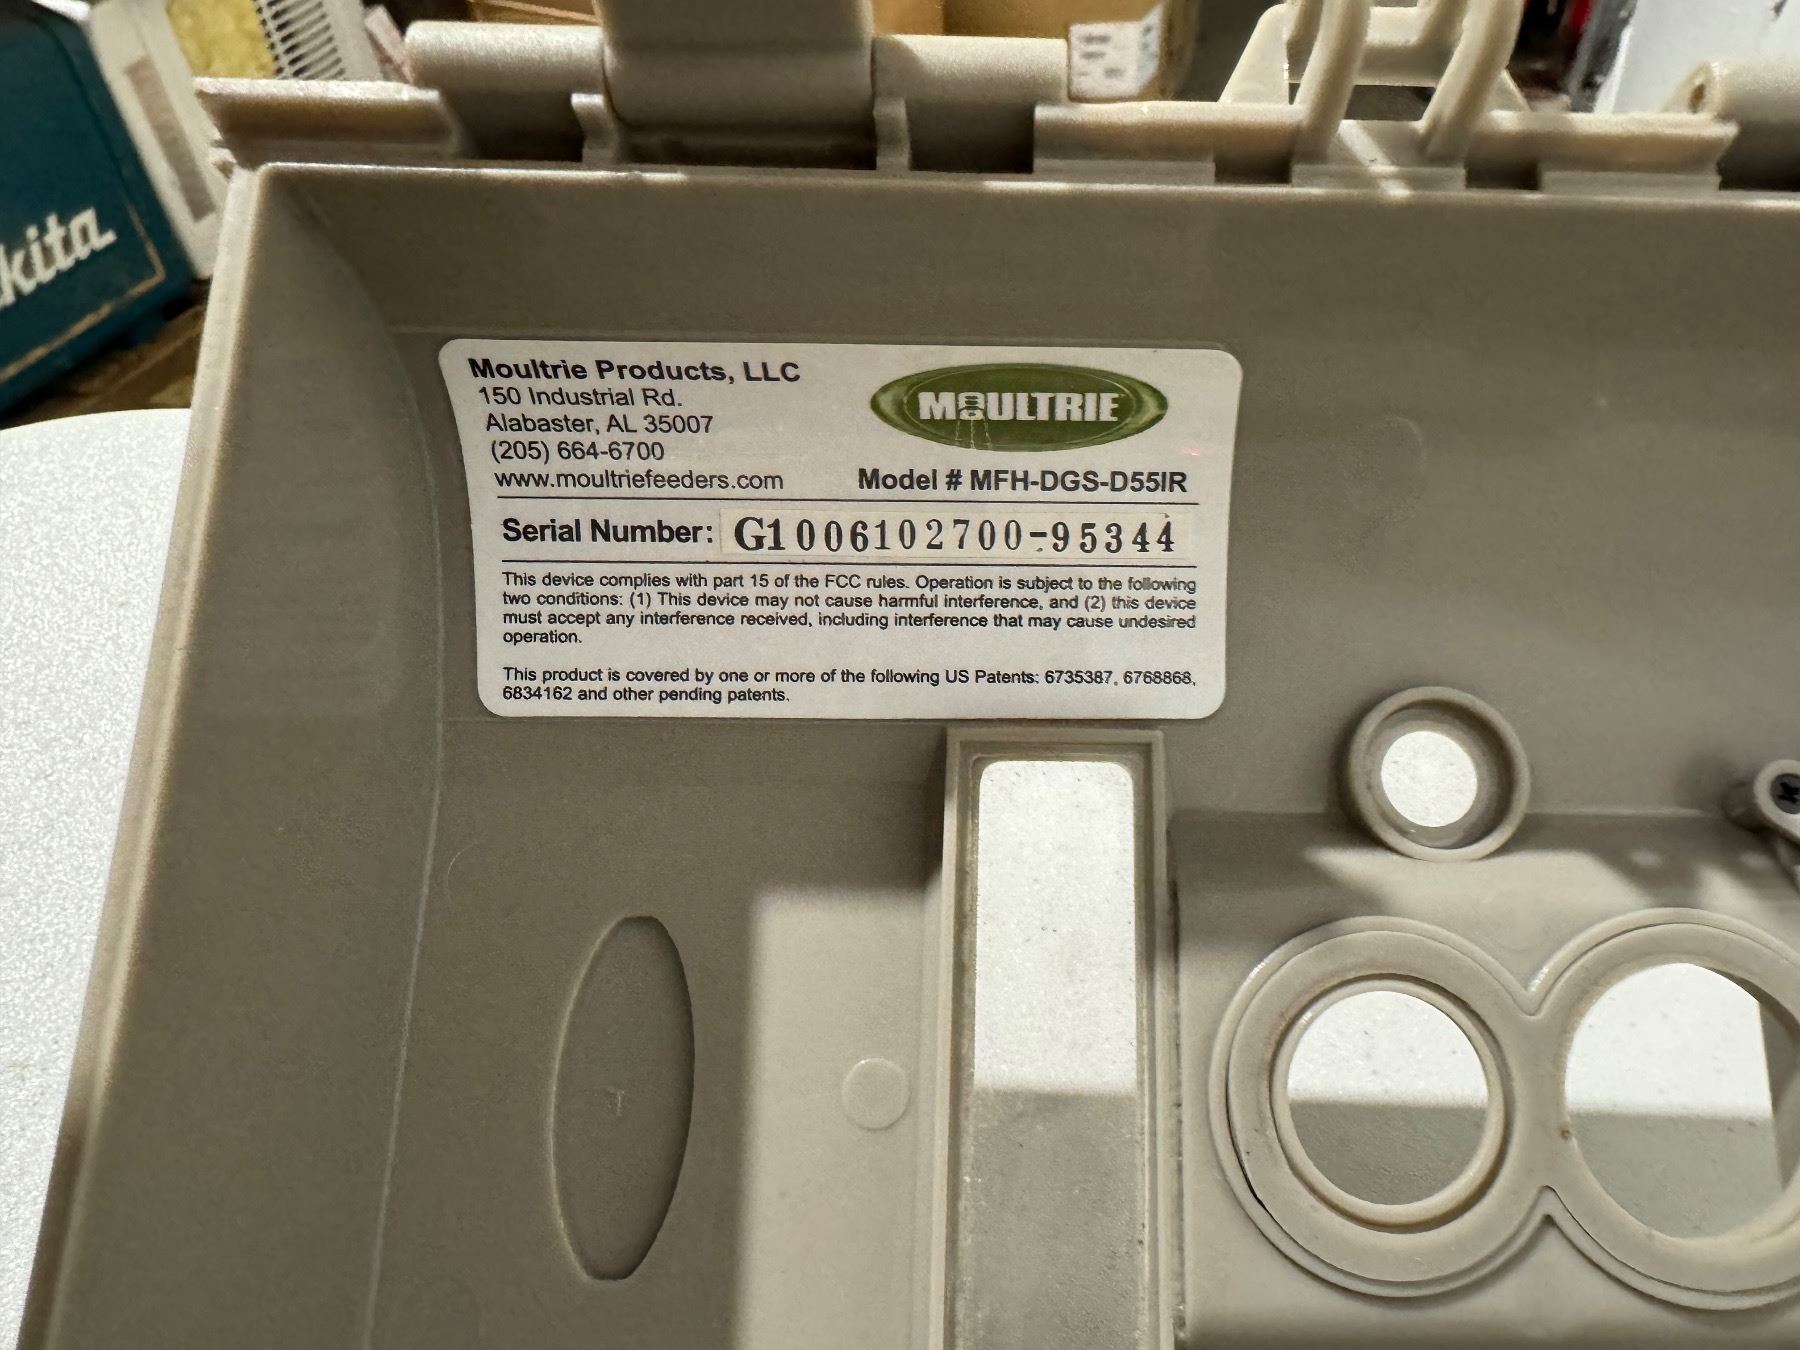 kita
Moultrie Products, LLC
150 Industrial Rd.
Alabaster, AL 35007
(205) 664-6700
www.moultriefeeders.com
MOULTRIE
Model # MFH-DGS-D55IR
Serial Number: G1006102700-95344
This device complies with part 15 of the FCC rules. Operation is subject to the following
two conditions: (1) This device may not cause harmful interference, and (2) this device
must accept any interference received, including interference that may cause undesired
operation.
This product is covered by one or more of the following US Patents: 6735387, 6768868,
6834162 and other pending patents.